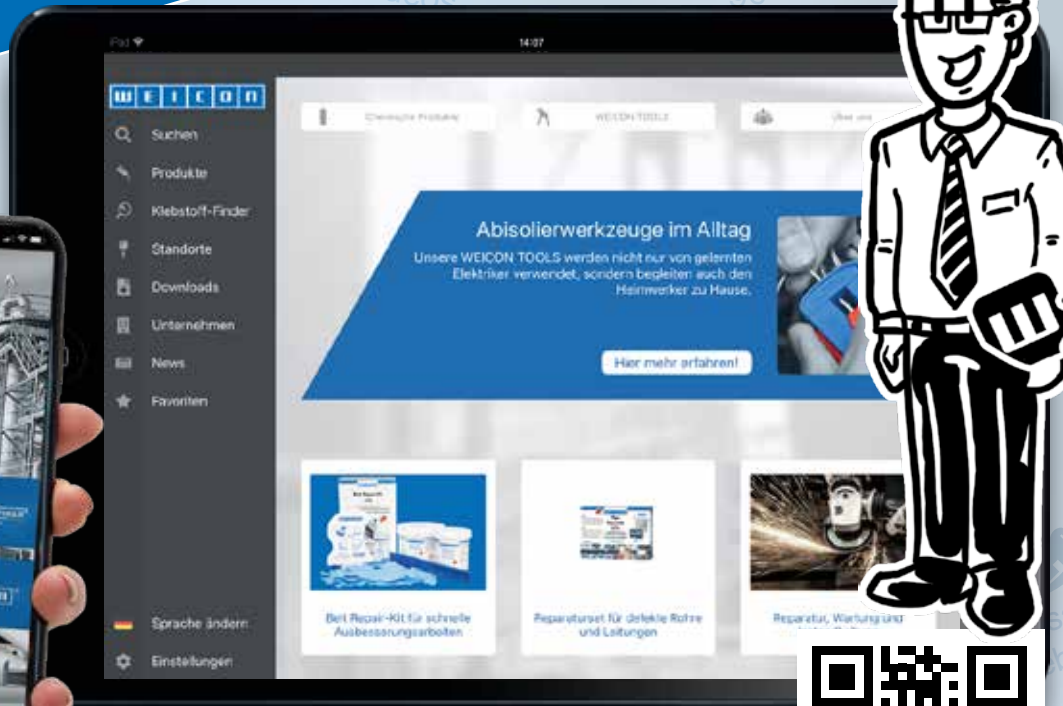 iPad
14:07
WEICON
Suchen
Produkte
Klebstoff-Finder
Standorte
Downloads
Unternehmen
News
Favoriten
Sprache ändern
Einstellungen
Chemische Produkte
WEICON TOOLS
Über uns
Abisolierwerkzeuge im Alltag
Unsere WEICON TOOLS werden nicht nur von gelernten
Elektriker verwendet, sondern begleiten auch den
Heimwerker zu Hause.
Hier mehr erfahren!
Belt Repair-Kit für schnelle
Ausbesserungsarbeiten
Reparaturset für defekte Rohre
und Leitungen
Reparatur, Wartung und